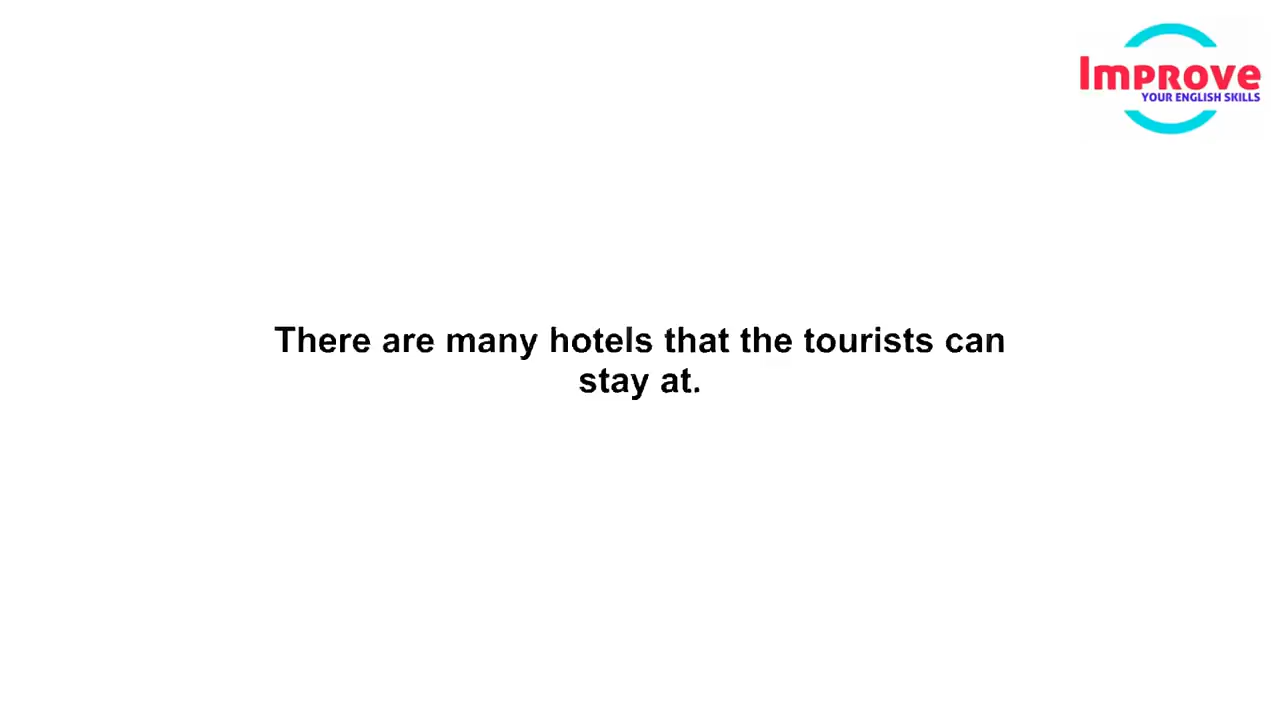 Improve
YOUR ENGLISH SKILLS
There are many hotels that the tourists can
stay at.